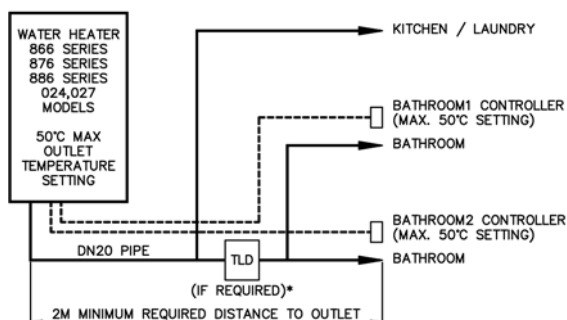 WATER HEATER
866 SERIES
876 SERIES
886 SERIES
024,027
MODELS
50°C MAX
OUTLET
TEMPERATURE
SETTING
KITCHEN / LAUNDRY
BATHROOM1 CONTROLLER
(MAX. 50°C SETTING)
BATHROOM
BATHROOM2 CONTROLLER
(MAX. 50°C SETTING)
DN20 PIPE
TLD
BATHROOM
(IF REQUIRED)*
2M MINIMUM REQUIRED DISTANCE TO OUTLET